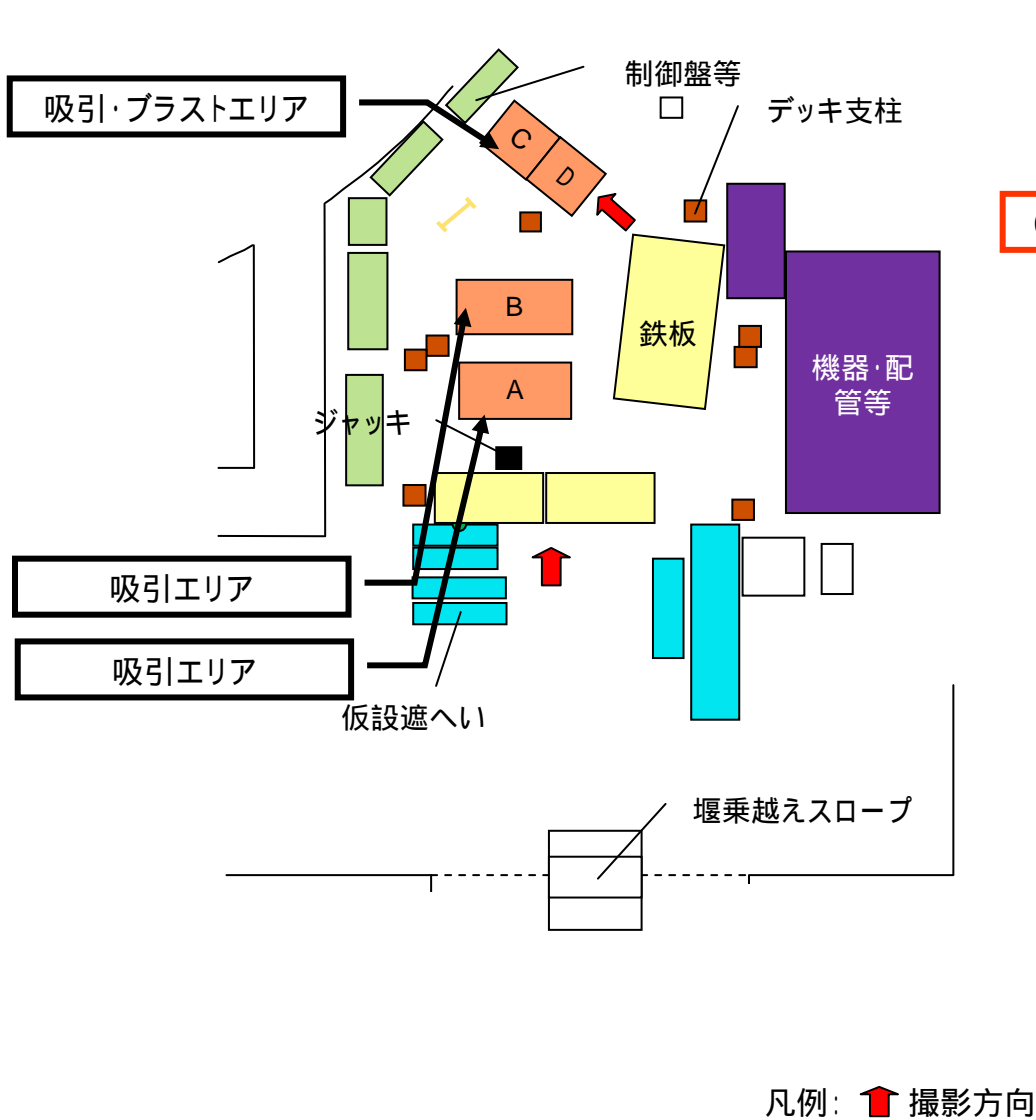 制御盤等
吸引・ブラストエリア
デッキ支柱
C
D
B
鉄板
機器・配
管等
A
ジャッキ
吸引エリア
吸引エリア
仮設遮へい
堰乗越えスロープ
凡例: 撮影方向